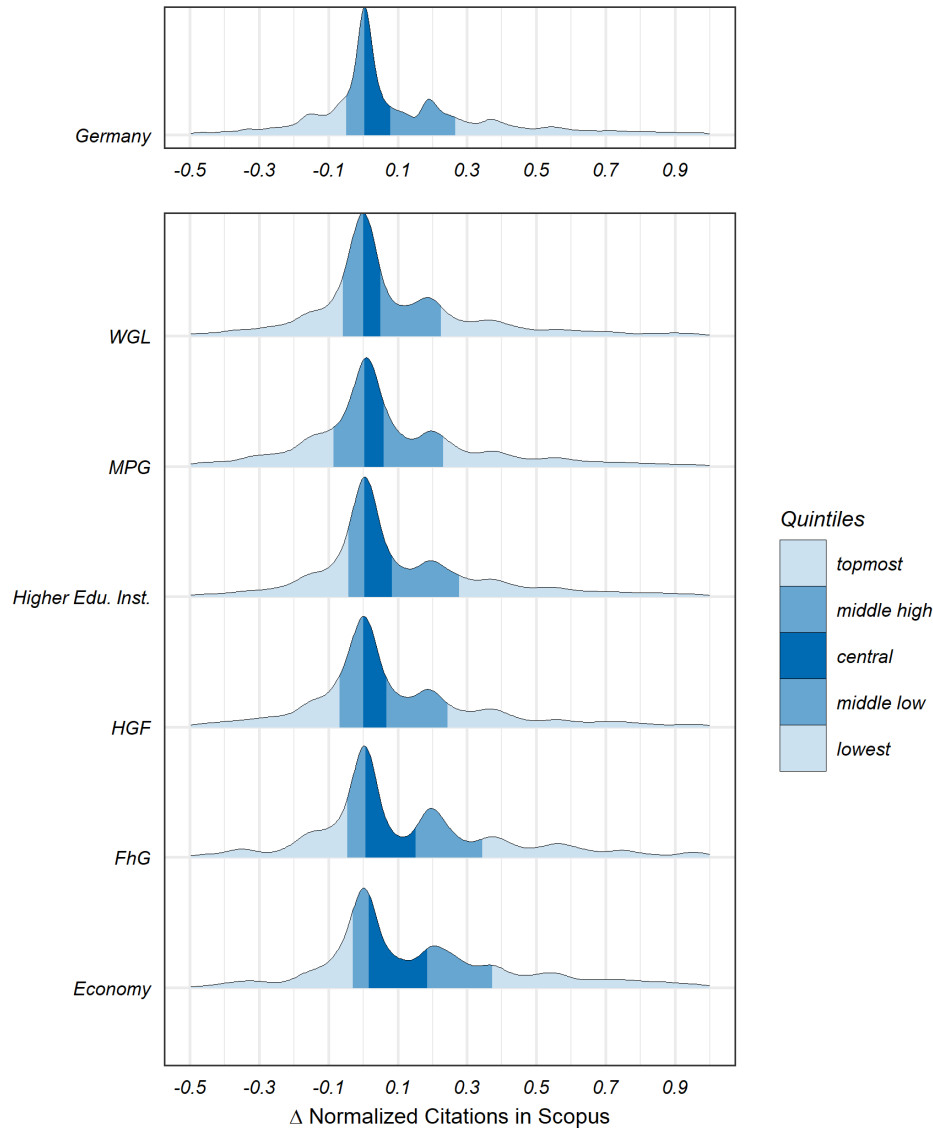 Germany
-0.5 -0.3 -0.1 0.1 0.3 0.5 0.7 0.9
WGL
MPG
Quintiles
topmost
Higher Edu. Inst.
middle high
central
middle low
HGF
lowest
FhG
Economy
-0.5 -0.3 -0.1 0.1 0.3 0.5 0.7 0.9
Δ Normalized Citations in Scopus